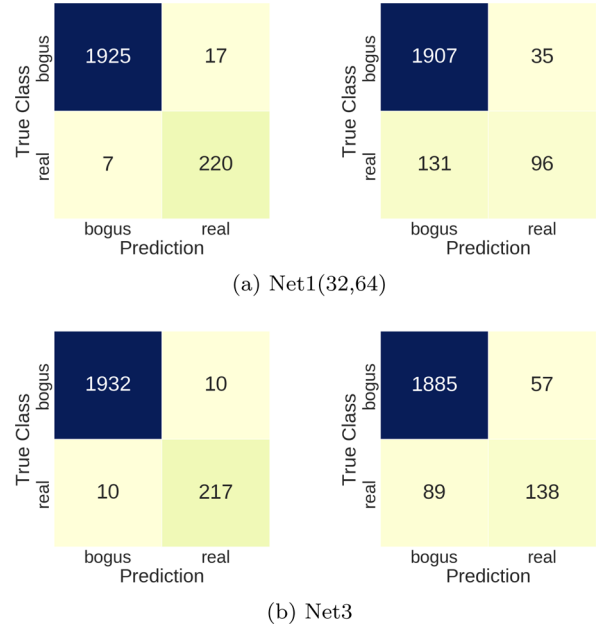 True Class
bogus
real
1925 17
7 220
bogus real
Prediction
True Class
bogus
real
1907 35
131 96
bogus real
Prediction
(a) Net1(32,64)
True Class
bogus
real
1932 10
10 217
bogus real
Prediction
True Class
bogus
real
1885 57
89 138
bogus real
Prediction
(b) Net3